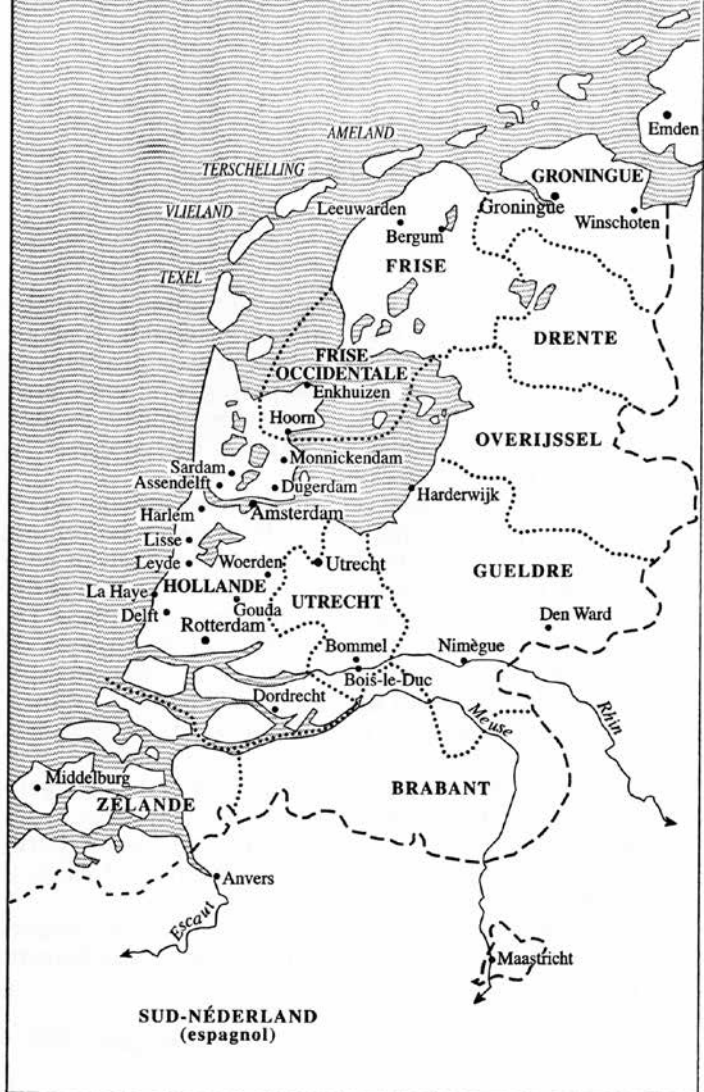 Emden
AMELAND
TERSCHELLING
GRONINGUE
VLIELAND
Leeuwarden
Groningue
Winschoten
Bergum
FRISE
TEXEL
DRENTE
FRISE
OCCIDENTALE
Enkhuizen
Hoorn
OVERIJSSEL
Monnickendam
Sardam
Assendelft
Dugerdam
Harderwijk
Harlem
Amsterdam
Lisse
Leyde
Woerden
Utrecht
HOLLANDE
GUELDRE
La Haye
UTRECHT
Gouda
Delft
Den Ward
Rotterdam
Bommel
Nimègue
Bois-le-Duc
Dordrecht
Meuse
Rhin
Middelburg
BRABANT
ZÉLANDE
Anvers
Escaut
Maastricht
SUD-NÉDERLAND
(espagnol)